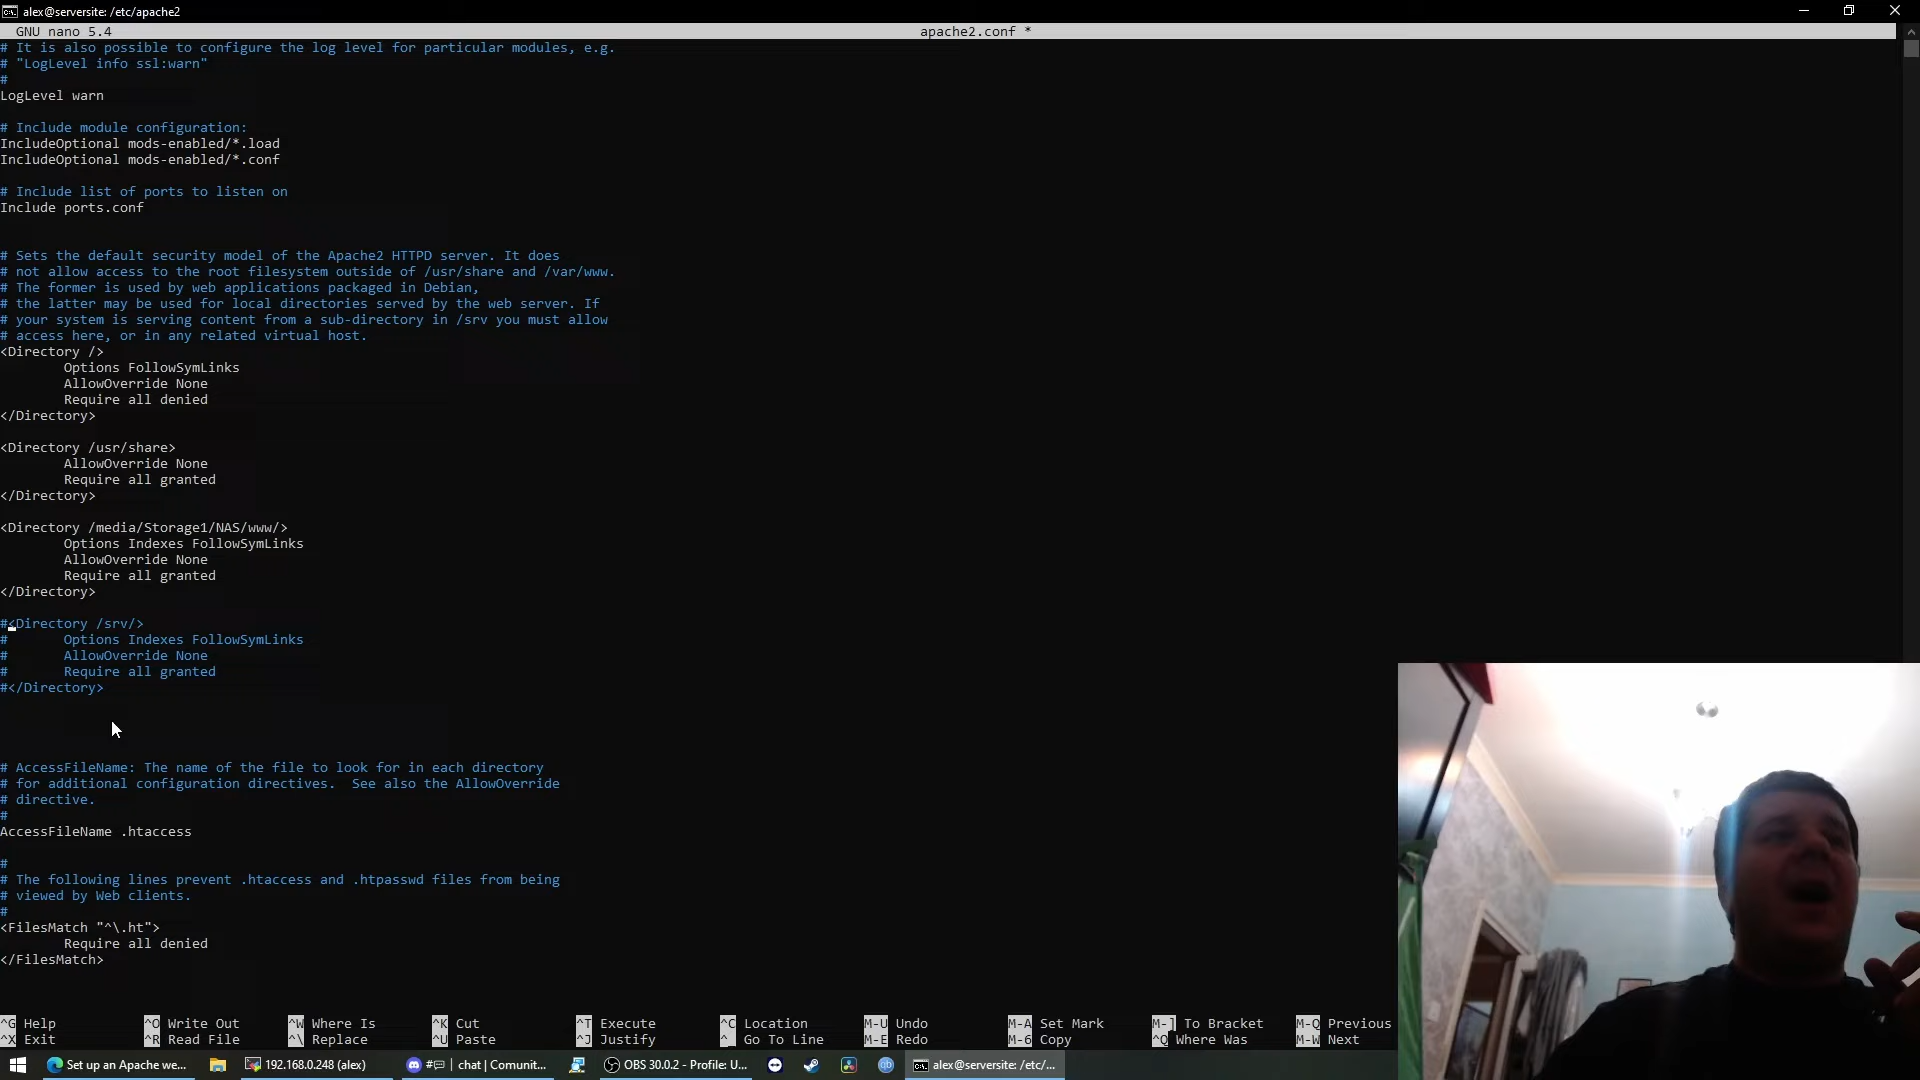 alex@serversite: /etc/apache2
GNU nano 5.4 apache2.conf *
# It is also possible to configure the log level for particular modules, e.g.
# "LogLevel info ssl:warn"
#
LogLevel warn
# Include module configuration:
IncludeOptional mods-enabled/*.load
IncludeOptional mods-enabled/*.conf
# Include list of ports to listen on
Include ports.conf
# Sets the default security model of the Apache2 HTTPD server. It does
# not allow access to the root filesystem outside of /usr/share and /var/www.
# The former is used by web applications packaged in Debian,
# the latter may be used for local directories served by the web server. If
# your system is serving content from a sub-directory in /srv you must allow
# access here, or in any related virtual host.
<Directory />
Options FollowSymLinks
AllowOverride None
Require all denied
</Directory>
<Directory /usr/share>
AllowOverride None
Require all granted
</Directory>
<Directory /media/Storage1/NAS/www/>
Options Indexes FollowSymLinks
AllowOverride None
Require all granted
</Directory>
#<Directory /srv/>
# Options Indexes FollowSymLinks
# AllowOverride None
# Require all granted
#</Directory>
# AccessFileName: The name of the file to look for in each directory
# for additional configuration directives. See also the AllowOverride
# directive.
#
AccessFileName .htaccess
#
# The following lines prevent .htaccess and .htpasswd files from being
# viewed by Web clients.
#
<FilesMatch "^\.ht">
Require all denied
</FilesMatch>
^G Help ^O Write Out ^W Where Is ^K Cut ^T Execute ^C Location M-U Undo M-A Set Mark M-] To Bracket M-Q Previous
^X Exit ^R Read File ^\ Replace ^U Paste ^J Justify ^_ Go To Line M-E Redo M-6 Copy ^Q Where Was M-W Next
Set up an Apache we... 192.168.0.248 (alex) # | chat | Comunit... OBS 30.0.2 - Profile: U... qb alex@serversite: /etc/...